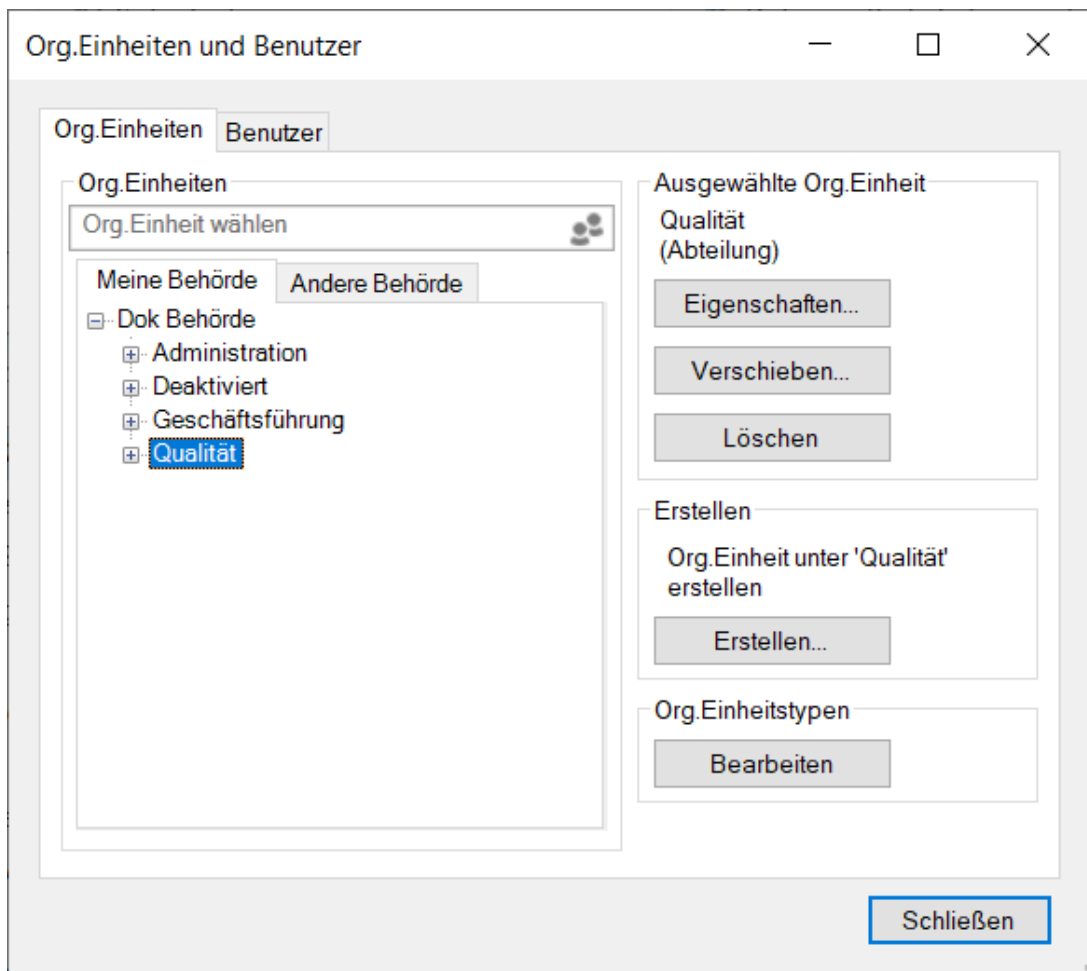 Org.Einheiten und Benutzer
Org.Einheiten
Benutzer
Org.Einheiten
Org.Einheit wählen
Meine Behörde
Andere Behörde
Dok Behörde
Administration
Deaktiviert
Geschäftsführung
Qualität
Ausgewählte Org.Einheit
Qualität
(Abteilung)
Eigenschaften...
Verschieben...
Löschen
Erstellen
Org.Einheit unter 'Qualität'
erstellen
Erstellen...
Org.Einheitstypen
Bearbeiten
Schließen